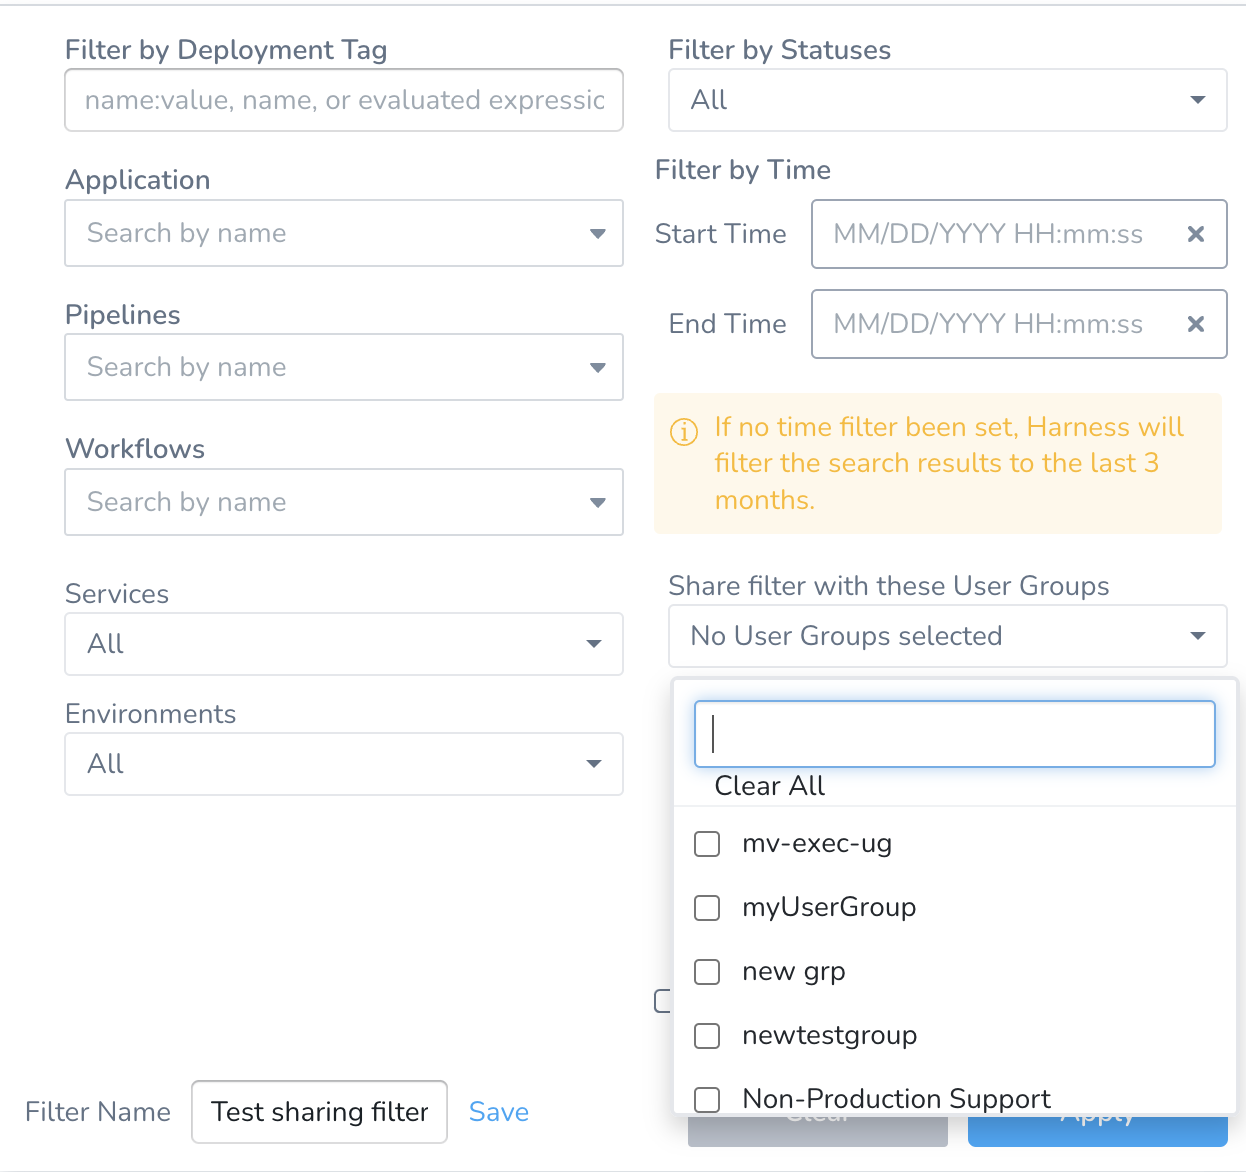 Filter by Deployment Tag
name:value, name, or evaluated expressic
Application
Search by name
Pipelines
Search by name
Workflows
Search by name
Services
All
Environments
All
Filter by Statuses
All
Filter by Time
Start Time MM/DD/YYYY HH:mm:ss
End Time MM/DD/YYYY HH:mm:ss
If no time filter been set, Harness will
filter the search results to the last 3
months.
Share filter with these User Groups
No User Groups selected
Clear All
mv-exec-ug
myUserGroup
new grp
newtestgroup
Non-Production Support
Filter Name Test sharing filter Save
Clear Apply